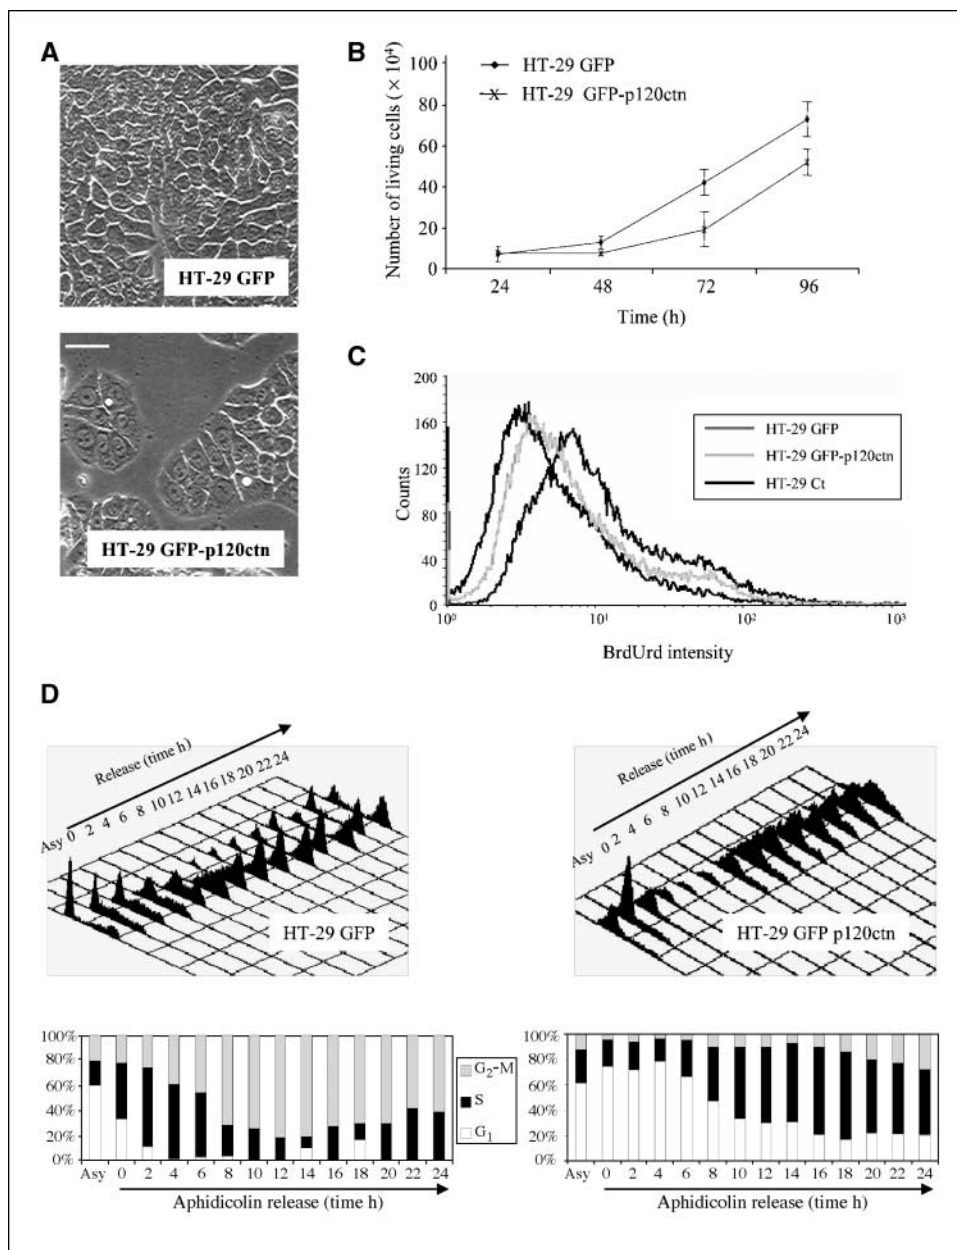 A
HT-29 GFP
HT-29 GFP-p120ctn
B
Number of living cells (× 10⁴)
100
80
60
40
20
0
HT-29 GFP
HT-29 GFP-p120ctn
24 48 72 96
Time (h)
C
Counts
200
160
120
80
40
0
HT-29 GFP
HT-29 GFP-p120ctn
HT-29 Ct
10⁰ 10¹ 10² 10³
BrdUrd intensity
D
Release (time h)
Asy 0 2 4 6 8 10 12 14 16 18 20 22 24
HT-29 GFP
Release (time h)
Asy 0 2 4 6 8 10 12 14 16 18 20 22 24
HT-29 GFP p120ctn
100%
80%
60%
40%
20%
0%
Asy 0 2 4 6 8 10 12 14 16 18 20 22 24
Aphidicolin release (time h)
G₂-M
S
G₁
100%
80%
60%
40%
20%
0%
Asy 0 2 4 6 8 10 12 14 16 18 20 22 24
Aphidicolin release (time h)